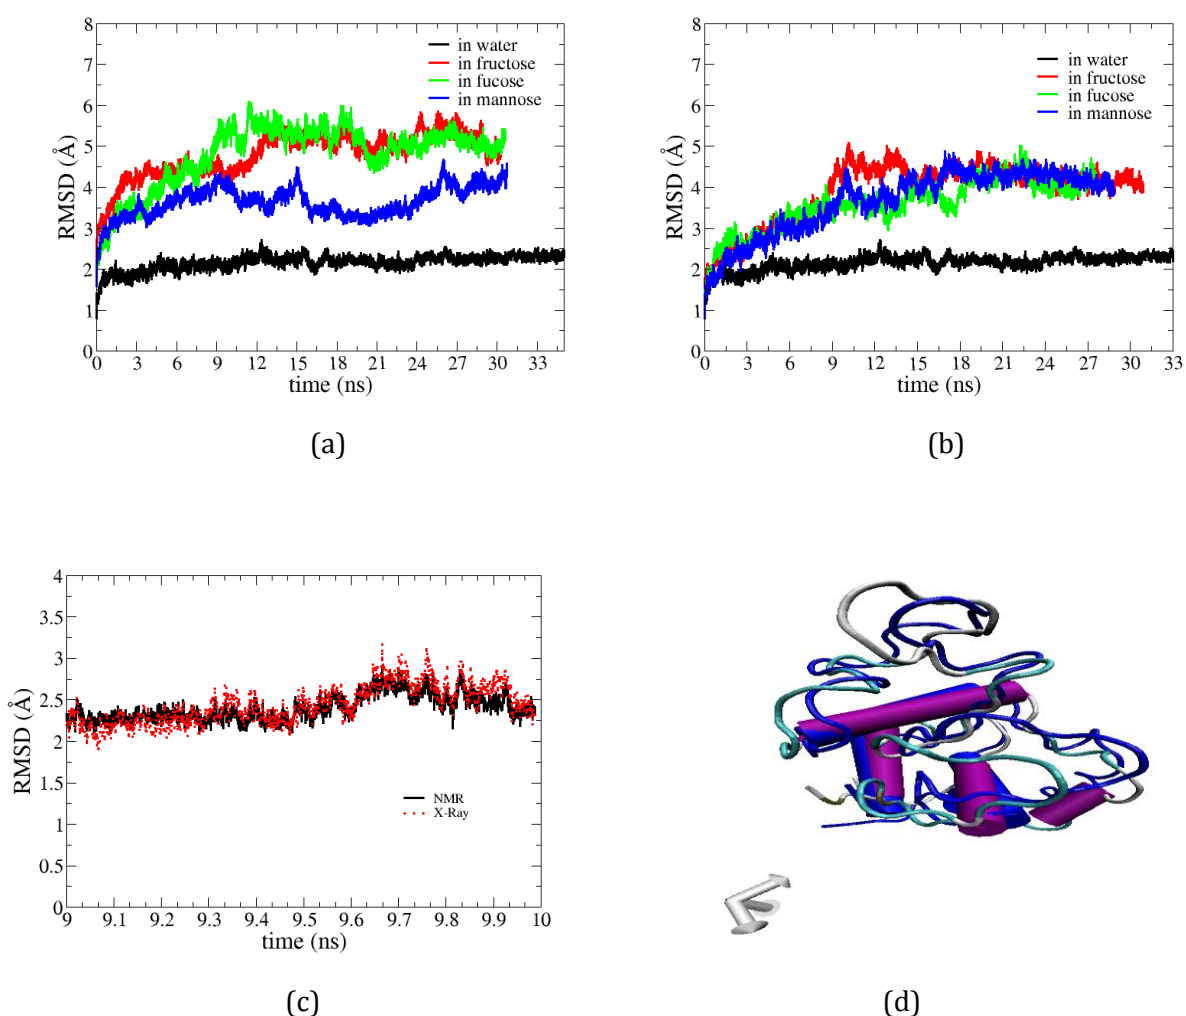 8
7
6
5
4
3
2
1
0
RMSD (Å)
in water
in fructose
in fucose
in mannose
0 3 6 9 12 15 18 21 24 27 30 33
time (ns)
(a)
8
7
6
5
4
3
2
1
0
RMSD (Å)
in water
in fructose
in fucose
in mannose
0 3 6 9 12 15 18 21 24 27 30 33
time (ns)
(b)
4
3.5
3
2.5
2
1.5
1
0.5
0
RMSD (Å)
NMR
X-Ray
9 9.1 9.2 9.3 9.4 9.5 9.6 9.7 9.8 9.9 10
time (ns)
(c)
(d)